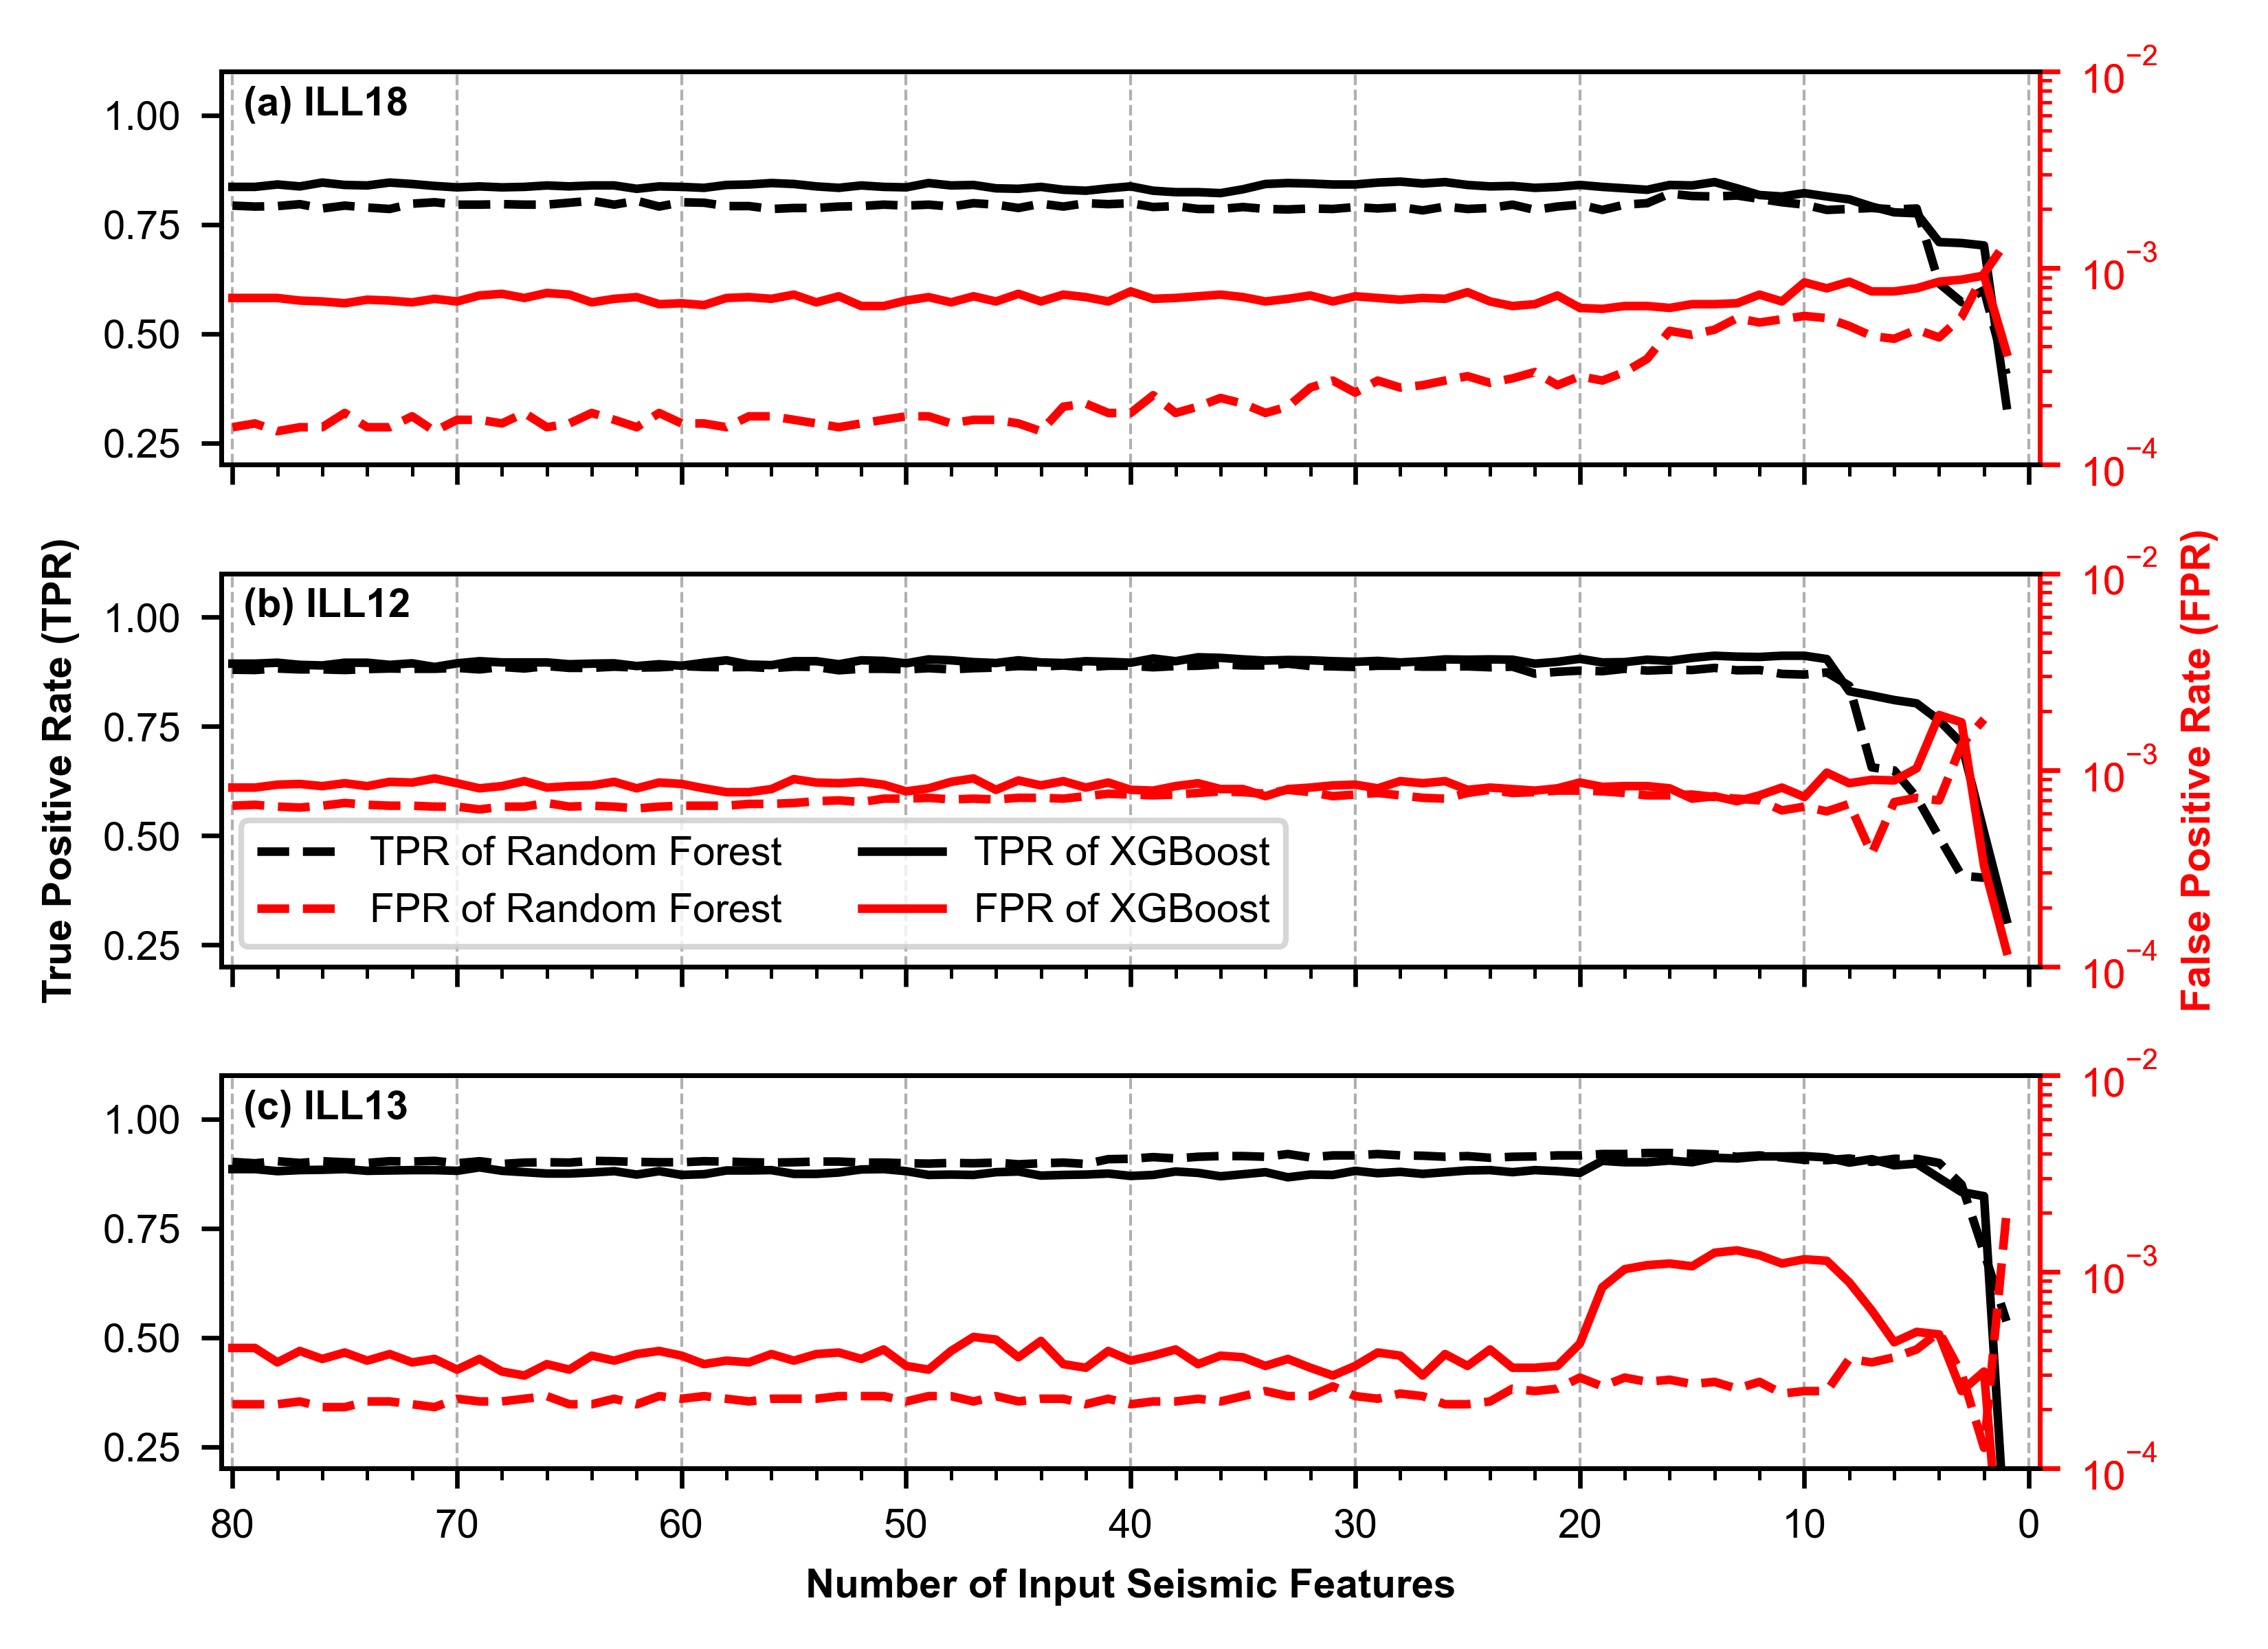 (a) ILL18
1.00
0.75
0.50
0.25
10⁻²
10⁻³
10⁻⁴
True Positive Rate (TPR)
(b) ILL12
1.00
0.75
0.50
0.25
TPR of Random Forest
TPR of XGBoost
FPR of Random Forest
FPR of XGBoost
10⁻²
10⁻³
10⁻⁴
False Positive Rate (FPR)
(c) ILL13
1.00
0.75
0.50
0.25
10⁻²
10⁻³
10⁻⁴
80 70 60 50 40 30 20 10 0
Number of Input Seismic Features